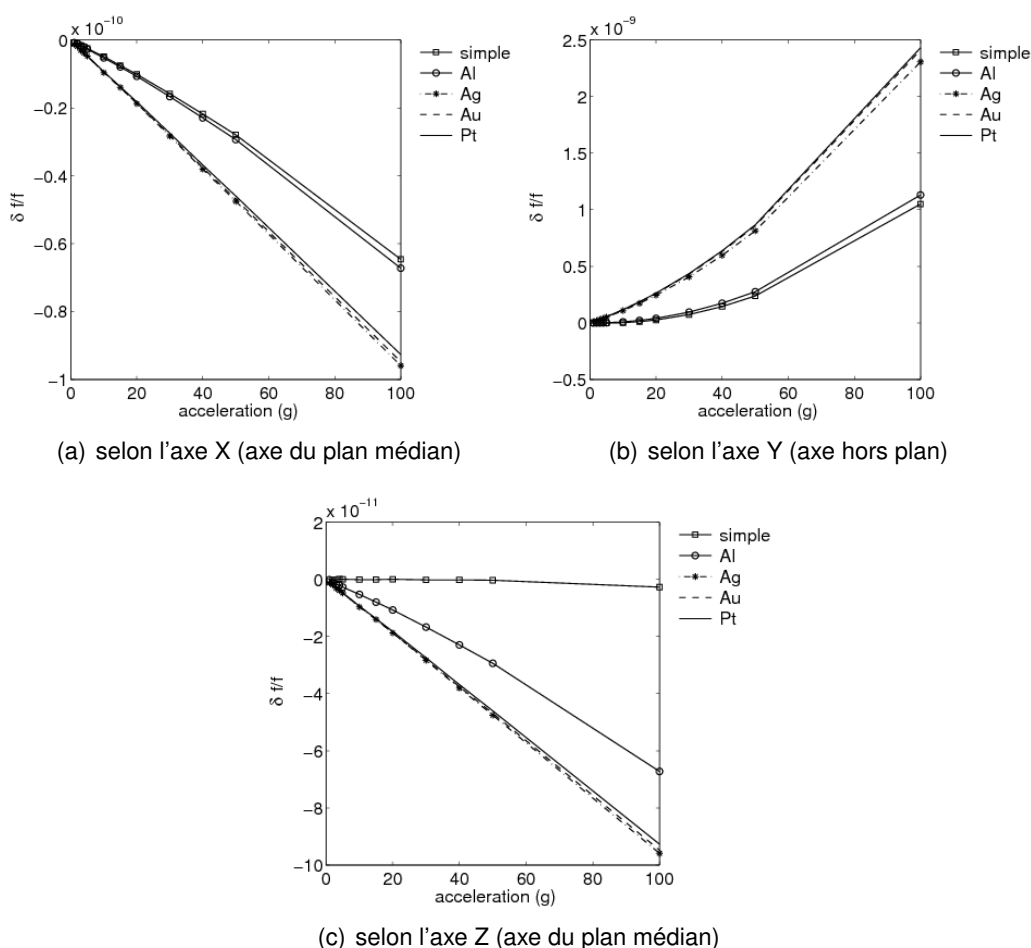 x 10⁻¹⁰
0
−0.2
−0.4
−0.6
−0.8
−1
δ f/f
0 20 40 60 80 100
acceleration (g)
simple
Al
Ag
Au
Pt
(a) selon l'axe X (axe du plan médian)
x 10⁻⁹
2.5
2
1.5
1
0.5
0
−0.5
δ f/f
0 20 40 60 80 100
acceleration (g)
simple
Al
Ag
Au
Pt
(b) selon l'axe Y (axe hors plan)
x 10⁻¹¹
2
0
−2
−4
−6
−8
−10
δ f/f
0 20 40 60 80 100
acceleration (g)
simple
Al
Ag
Au
Pt
(c) selon l'axe Z (axe du plan médian)